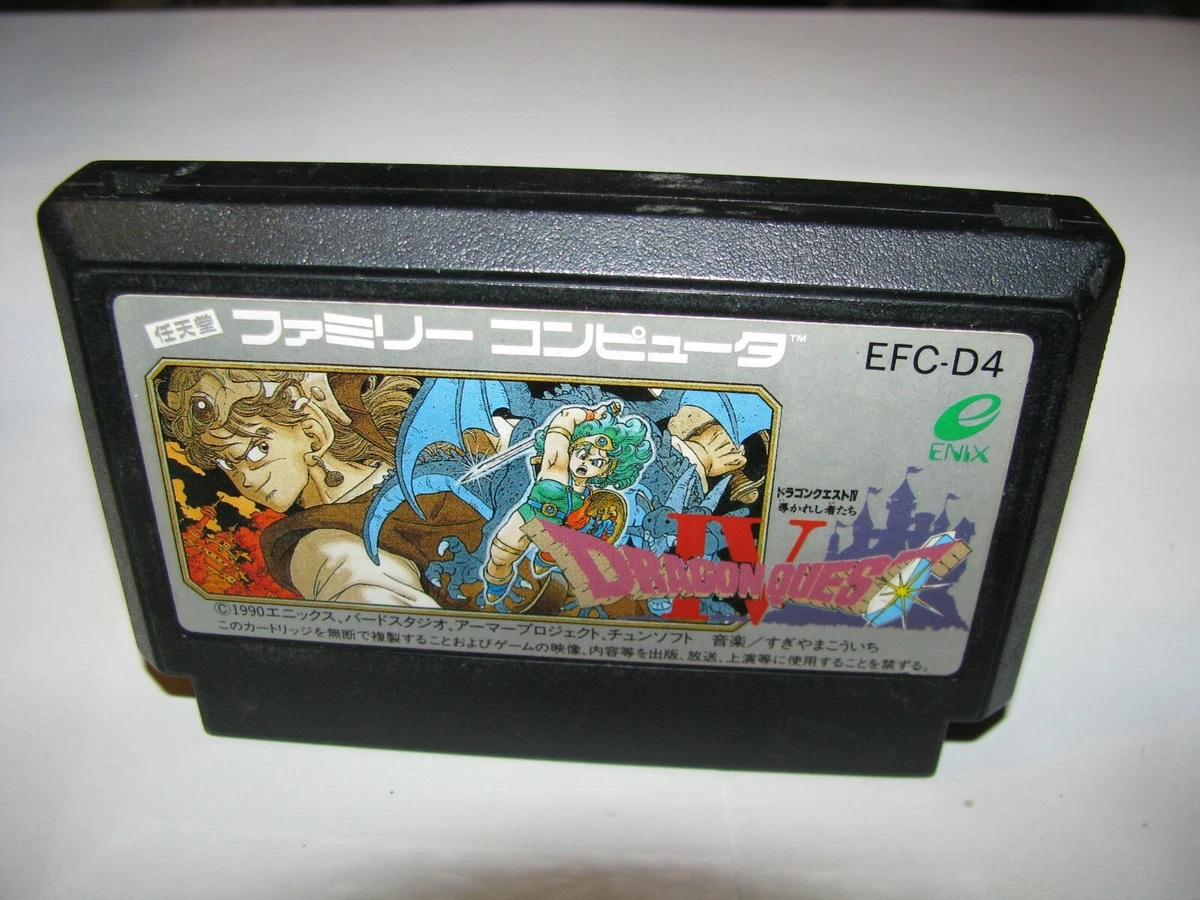 任天堂 ファミリー コンピュータ™
EFC-D4
ENIX
ドラゴンクエストIV
導かれし者たち
IV
DRAGON QUEST
©1990エニックス、バードスタジオ、アーマープロジェクト、チュンソフト 音楽/すぎやまこういち
このカートリッジを無断で複製することおよびゲームの映像、内容等を出版、放送、上演等に使用することを禁ずる。